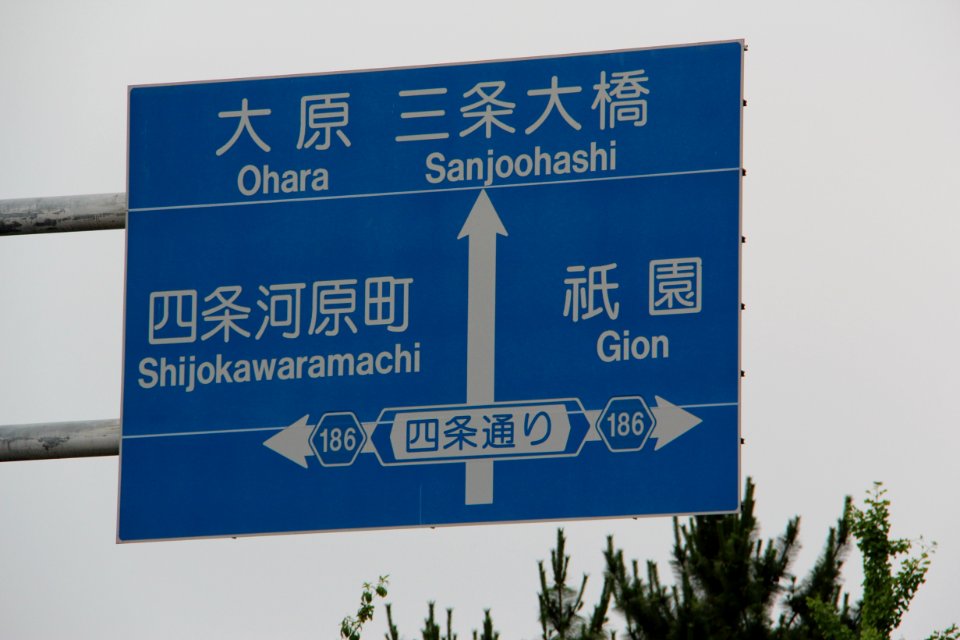 大原 三条大橋
Ohara Sanjoohashi
四条河原町 祇園
Shijokawaramachi Gion
186 四条通り 186